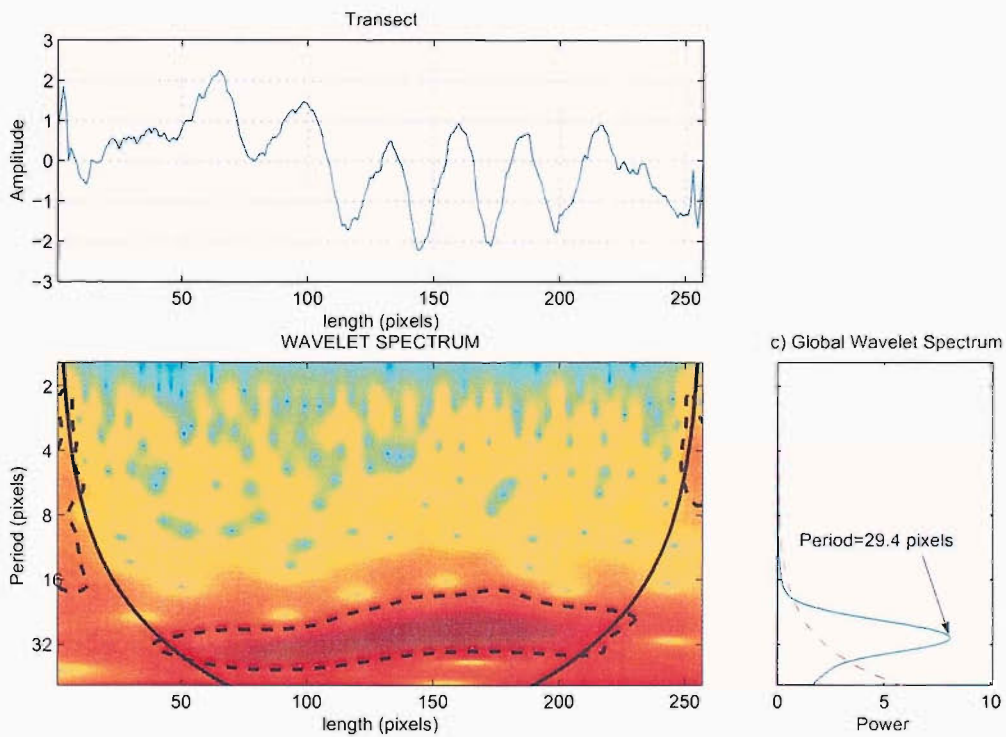 Transect
Amplitude
3
2
1
0
−1
−2
−3
50
100
150
200
250
length (pixels)
WAVELET SPECTRUM
Period (pixels)
2
4
8
16
32
50
100
150
200
250
length (pixels)
c) Global Wavelet Spectrum
Period=29.4 pixels
0
5
10
Power